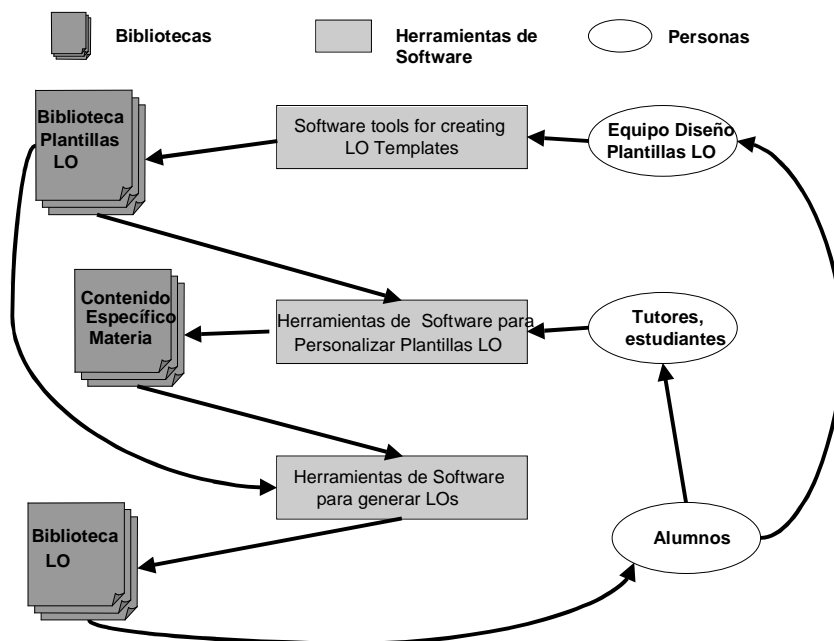 Bibliotecas
Herramientas de
Software
Personas
Biblioteca
Plantillas
LO
Software tools for creating
LO Templates
Equipo Diseño
Plantillas LO
Contenido
Específico
Materia
Herramientas de Software para
Personalizar Plantillas LO
Tutores,
estudiantes
Herramientas de Software
para generar LOs
Biblioteca
LO
Alumnos